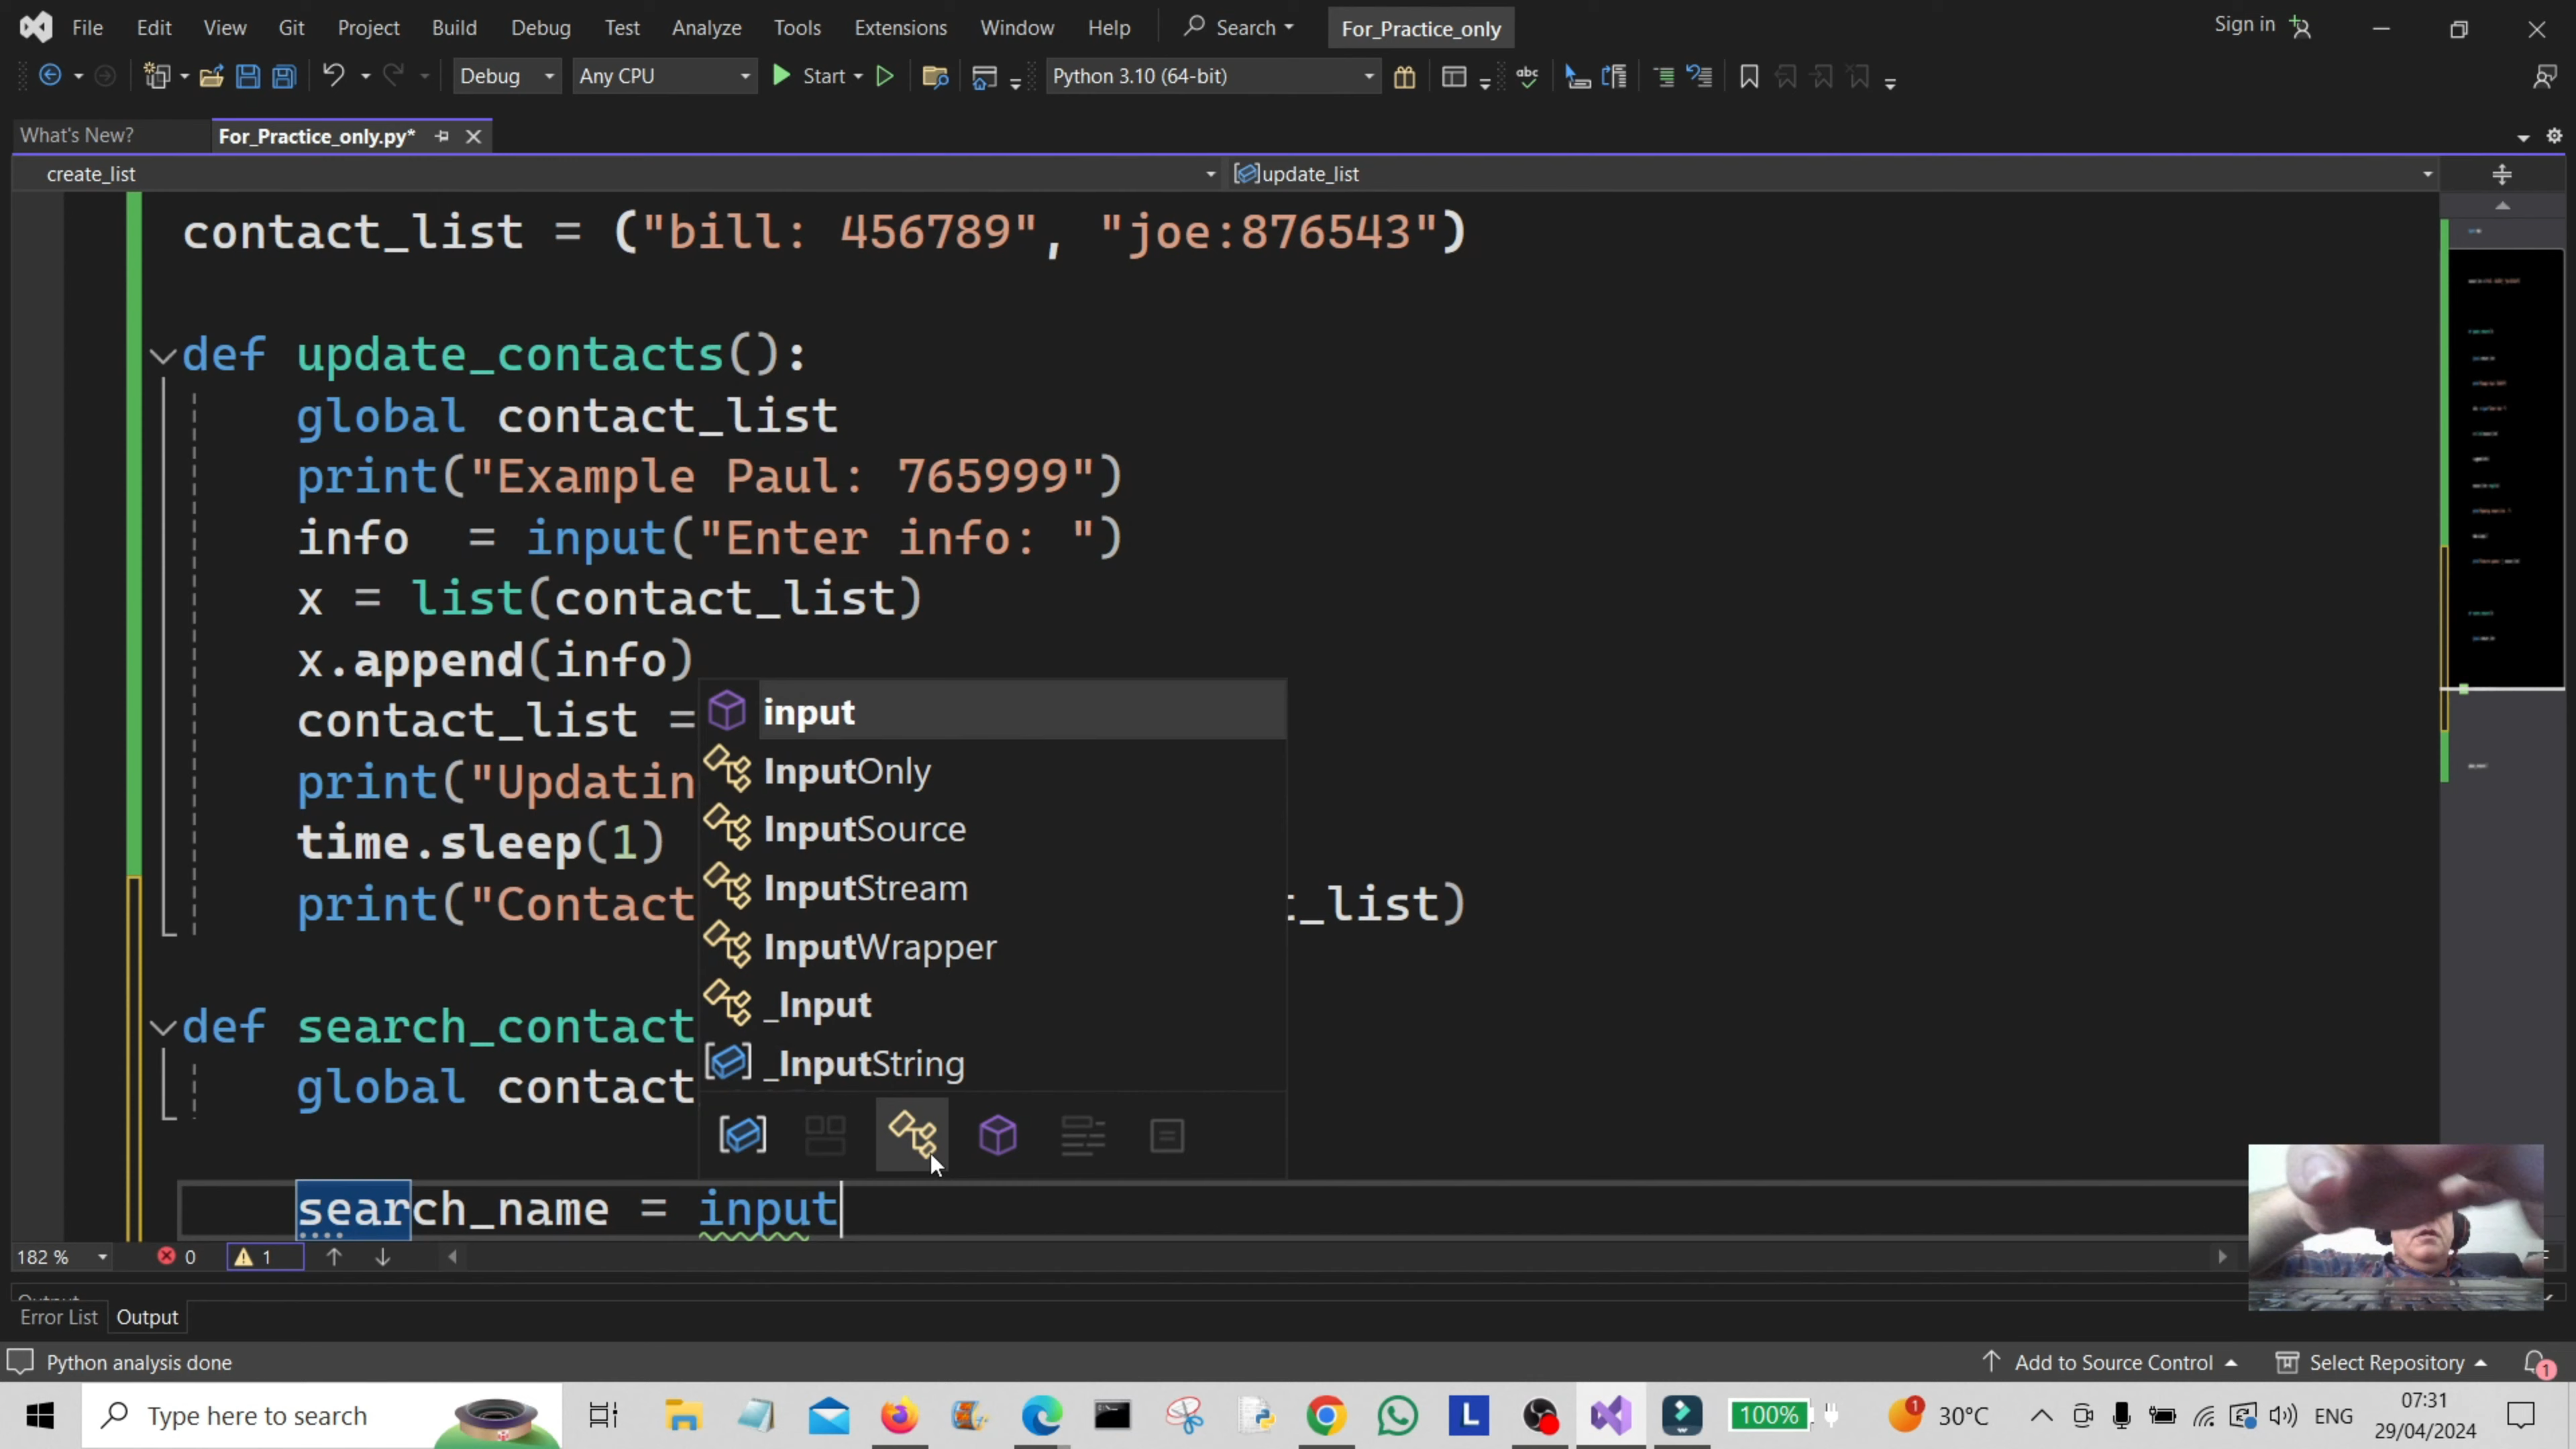 File Edit View Git Project Build Debug Test Analyze Tools Extensions Window Help Search For_Practice_only Sign in
Debug Any CPU Start Python 3.10 (64-bit) abc
What's New? For_Practice_only.py*
create_list update_list
contact_list = ("bill: 456789", "joe:876543")
def update_contacts():
global contact_list
print("Example Paul: 765999")
info = input("Enter info: ")
x = list(contact_list)
x.append(info)
contact_list =
print("Updatin
time.sleep(1)
print("Contact t_list)
def search_contact
global contact
search_name = input
input
InputOnly
InputSource
InputStream
InputWrapper
_Input
_InputString
182 % 0 1
Output
Error List Output
Python analysis done Add to Source Control Select Repository 1
Type here to search L 100% 1 30°C ENG 07:31
29/04/2024